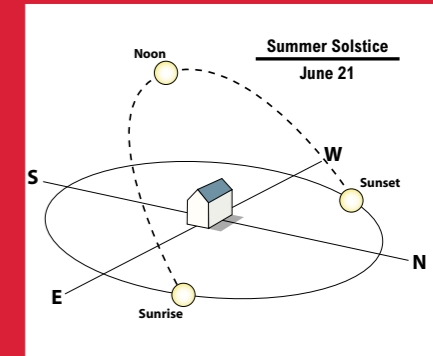 Summer Solstice
June 21
Noon
W
S
Sunset
N
E
Sunrise